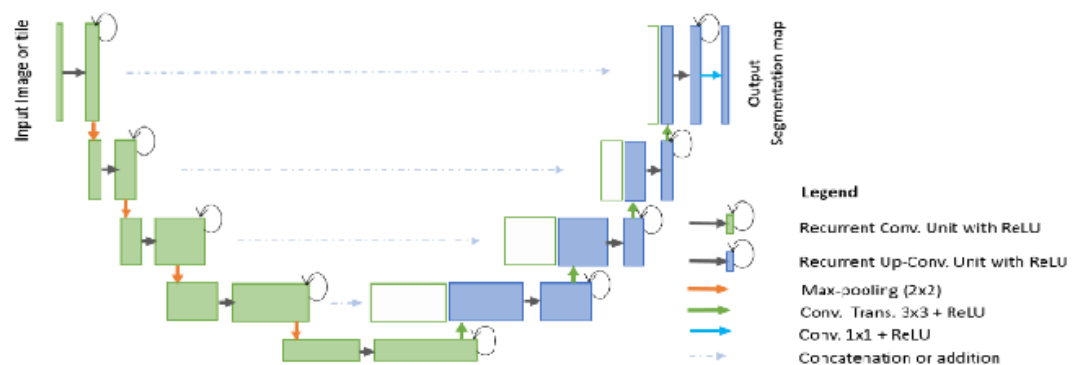 Input Image or tile
Output
Segmentation map
Legend
Recurrent Conv. Unit with ReLU
Recurrent Up-Conv. Unit with ReLU
Max-pooling (2x2)
Conv. Trans. 3x3 + ReLU
Conv. 1x1 + ReLU
Concatenation or addition